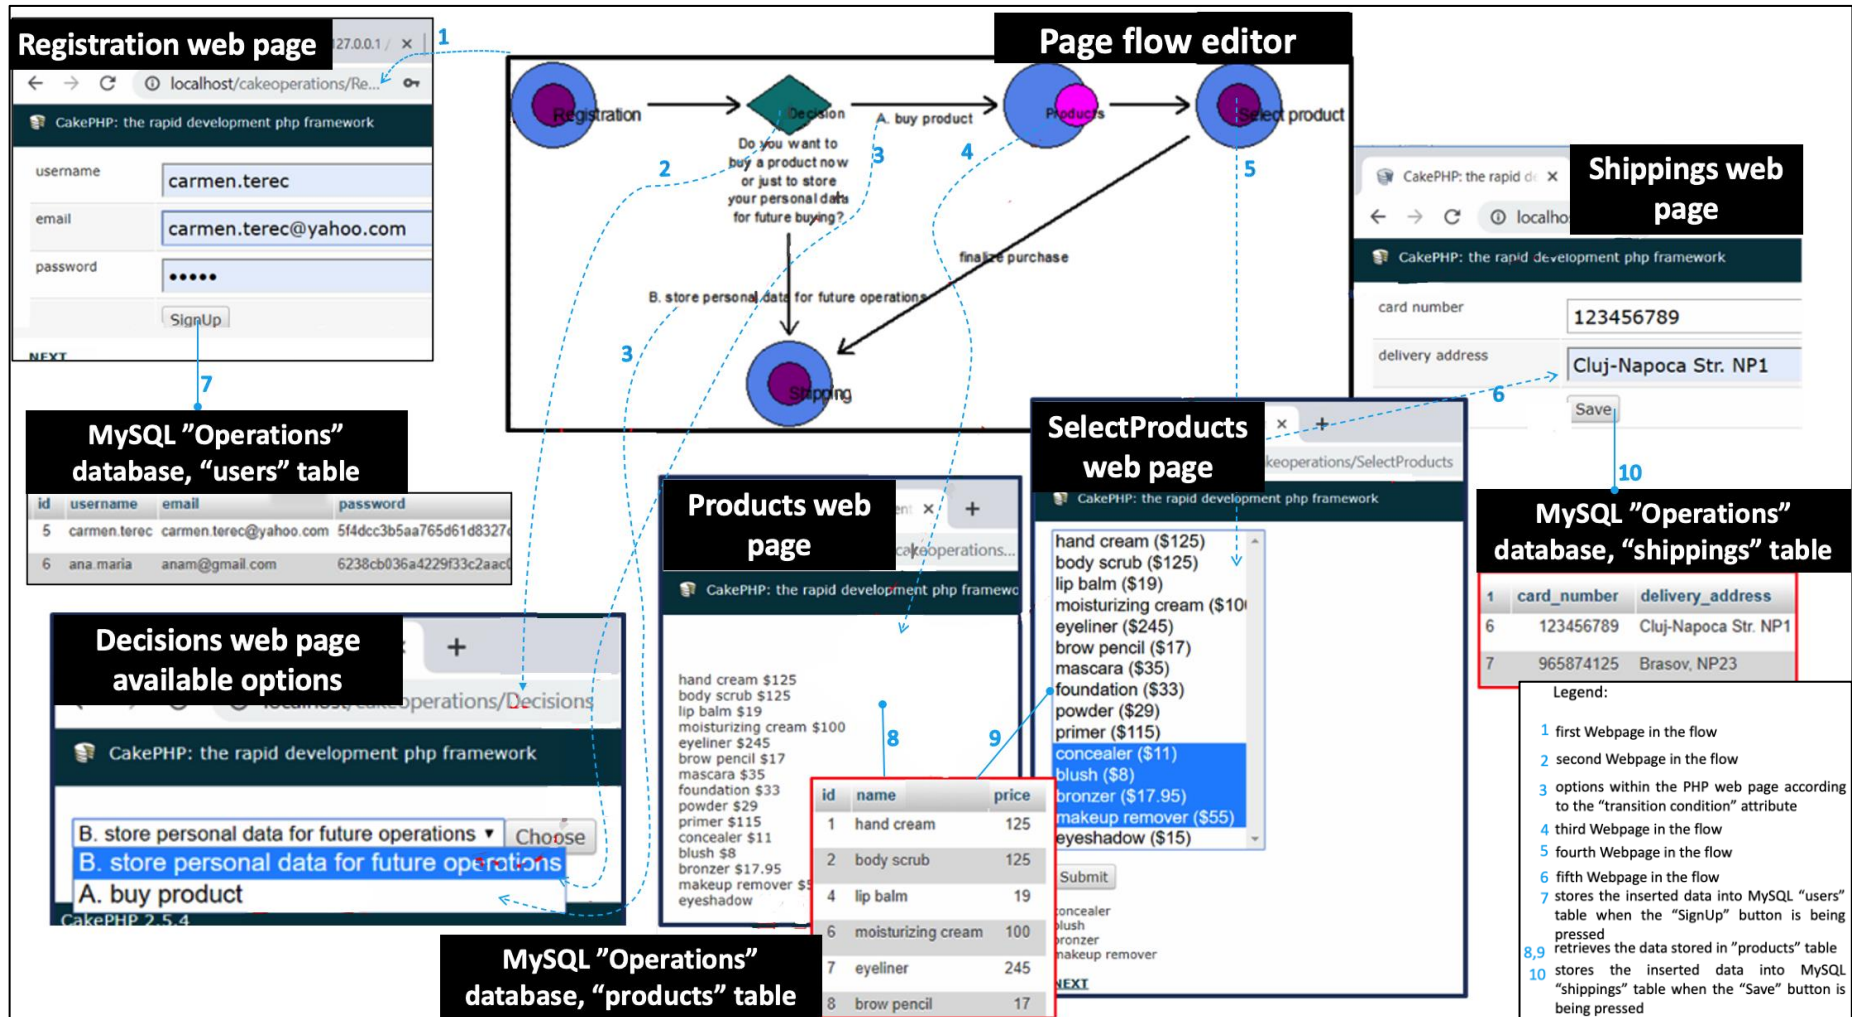 Registration web page
127.0.0.1 /
localhost/cakeoperations/Re...
CakePHP: the rapid development php framework
username
carmen.terec
email
carmen.terec@yahoo.com
password
•••••
SignUp
NEXT
1
7
MySQL ”Operations”
database, “users” table
id username email password
5 carmen.terec carmen.terec@yahoo.com 5f4dcc3b5aa765d61d8327
6 ana.maria anam@gmail.com 6238cb036a4229f33c2aac
Page flow editor
Registration
Decision
Do you want to
buy a product now
or just to store
your personal data
for future buying?
A. buy product
Products
Select product
finalize purchase
B. store personal data for future operations
Shipping
2
3
4
5
3
6
Shippings web
page
CakePHP: the rapid
localho
CakePHP: the rapid development php framework
card number
123456789
delivery address
Cluj-Napoca Str. NP1
Save
10
MySQL ”Operations”
database, “shippings” table
1 card_number delivery_address
6 123456789 Cluj-Napoca Str. NP1
7 965874125 Brasov, NP23
Decisions web page
available options
localhost/cakeoperations/Decisions
CakePHP: the rapid development php framework
B. store personal data for future operations
Choose
B. store personal data for future operations
A. buy product
CakePHP 2.5.4
Products web
page
cakeoperations...
CakePHP: the rapid development php framewo
hand cream $125
body scrub $125
lip balm $19
moisturizing cream $100
eyeliner $245
brow pencil $17
mascara $35
foundation $33
powder $29
primer $115
concealer $11
blush $8
bronzer $17.95
makeup remover $5
eyeshadow
8
9
MySQL ”Operations”
database, “products” table
id name price
1 hand cream 125
2 body scrub 125
4 lip balm 19
6 moisturizing cream 100
7 eyeliner 245
8 brow pencil 17
SelectProducts
web page
keoperations/SelectProducts
CakePHP: the rapid development php framework
hand cream ($125)
body scrub ($125)
lip balm ($19)
moisturizing cream ($10
eyeliner ($245)
brow pencil ($17)
mascara ($35)
foundation ($33)
powder ($29)
primer ($115)
concealer ($11)
blush ($8)
bronzer ($17.95)
makeup remover ($55)
eyeshadow ($15)
Submit
concealer
blush
bronzer
makeup remover
NEXT
Legend:
1 first Webpage in the flow
2 second Webpage in the flow
3 options within the PHP web page according
to the “transition condition” attribute
4 third Webpage in the flow
5 fourth Webpage in the flow
6 fifth Webpage in the flow
7 stores the inserted data into MySQL “users”
table when the “SignUp” button is being
pressed
8,9 retrieves the data stored in ”products” table
10 stores the inserted data into MySQL
“shippings” table when the “Save” button is
being pressed